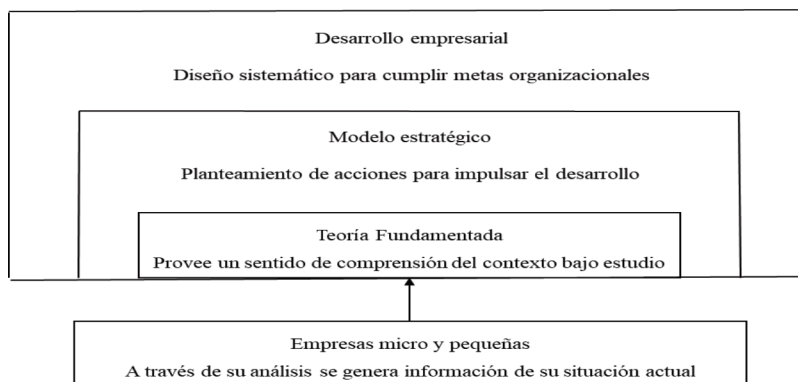 Desarrollo empresarial
Diseño sistemático para cumplir metas organizacionales
Modelo estratégico
Planteamiento de acciones para impulsar el desarrollo
Teoría Fundamentada
Provee un sentido de comprensión del contexto bajo estudio
Empresas micro y pequeñas
A través de su análisis se genera información de su situación actual